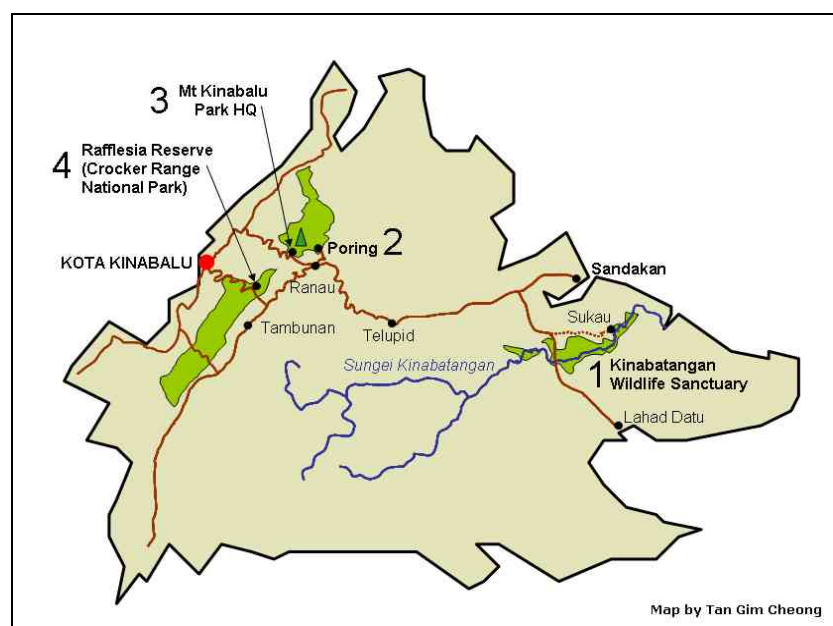 3
Mt Kinabalu
Park HQ
4
Rafflesia Reserve
(Crocker Range
National Park)
KOTA KINABALU
Poring
2
Ranau
Sandakan
Tambunan
Telupid
Sukau
Sungei Kinabatangan
1
Kinabatangan
Wildlife Sanctuary
Lahad Datu
Map by Tan Gim Cheong